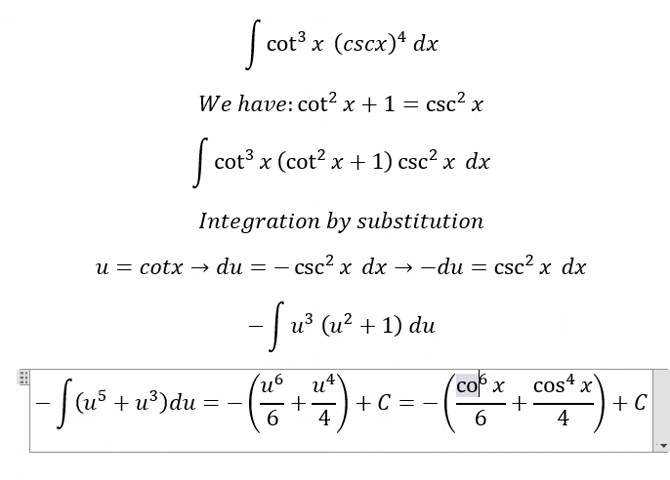 ∫ cot³ x (cscx)⁴ dx
We have: cot² x + 1 = csc² x
∫ cot³ x (cot² x + 1) csc² x dx
Integration by substitution
u = cotx → du = − csc² x dx → −du = csc² x dx
− ∫ u³ (u² + 1) du
− ∫ (u⁵ + u³)du = − (u⁶/6 + u⁴/4) + C = − (co⁶ x/6 + cos⁴ x/4) + C